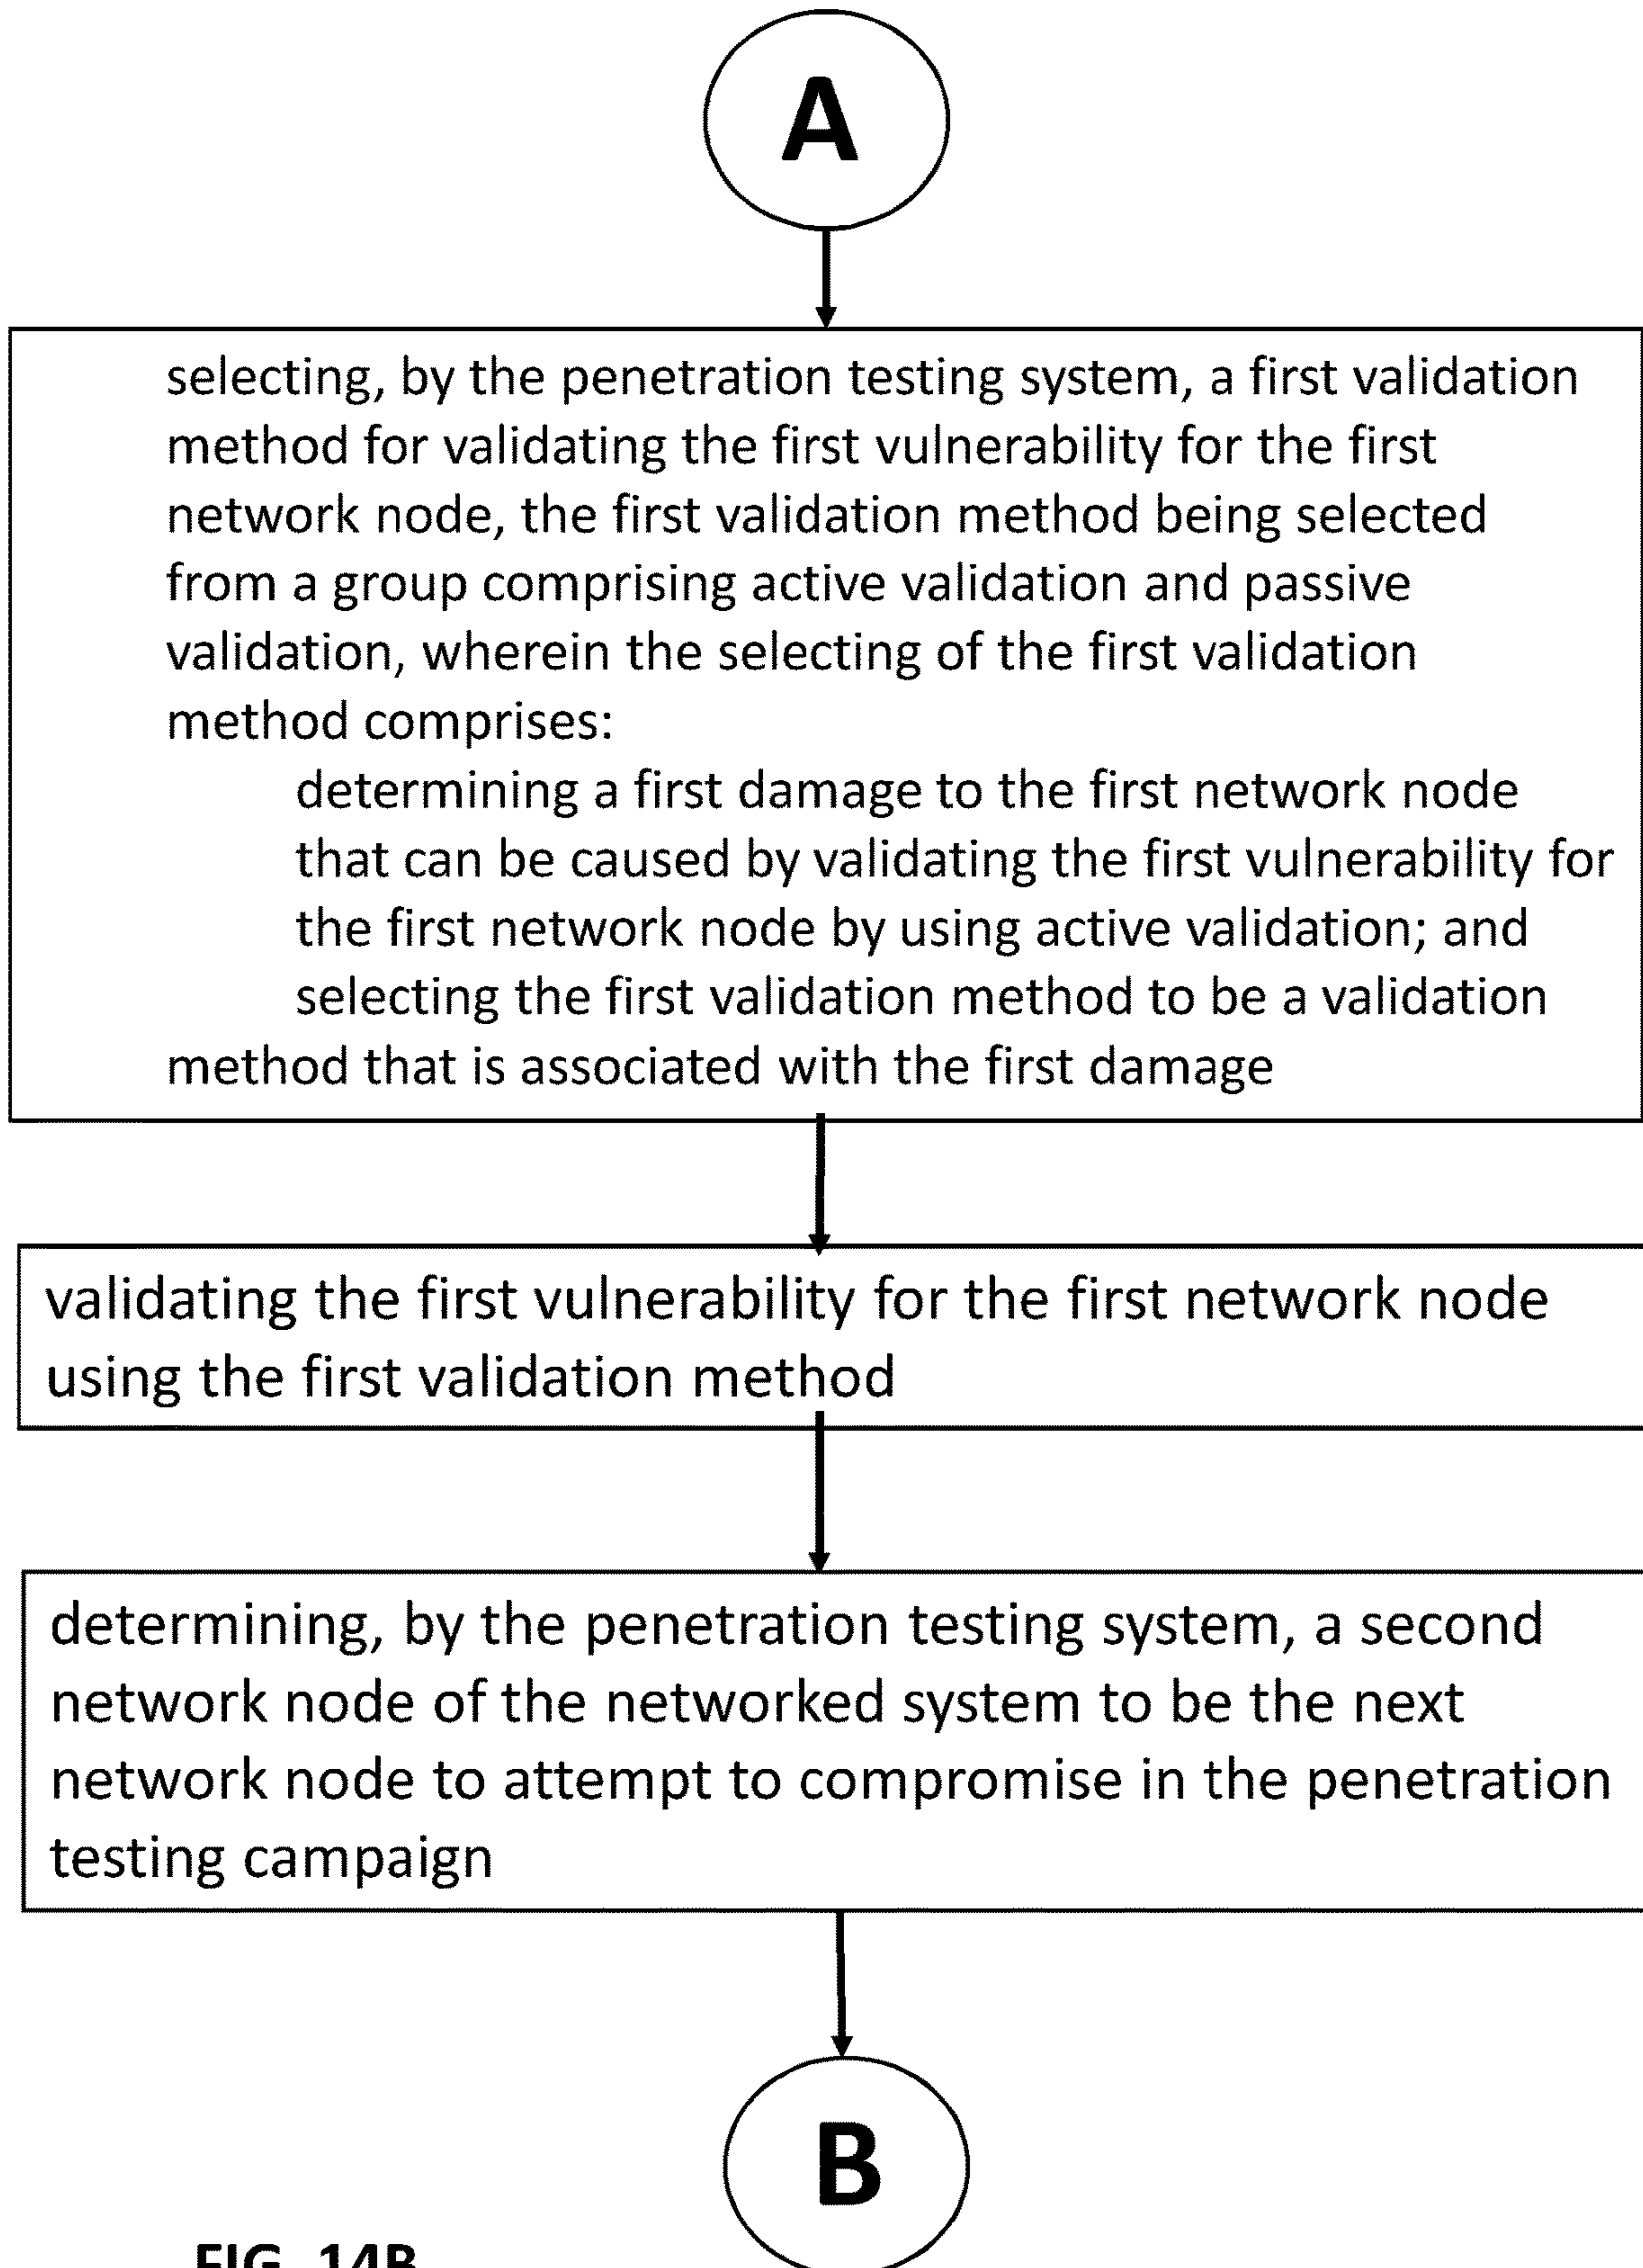 A
selecting, by the penetration testing system, a first validation
method for validating the first vulnerability for the first
network node, the first validation method being selected
from a group comprising active validation and passive
validation, wherein the selecting of the first validation
method comprises:
determining a first damage to the first network node
that can be caused by validating the first vulnerability for
the first network node by using active validation; and
selecting the first validation method to be a validation
method that is associated with the first damage
validating the first vulnerability for the first network node
using the first validation method
determining, by the penetration testing system, a second
network node of the networked system to be the next
network node to attempt to compromise in the penetration
testing campaign
B
FIG. 14B